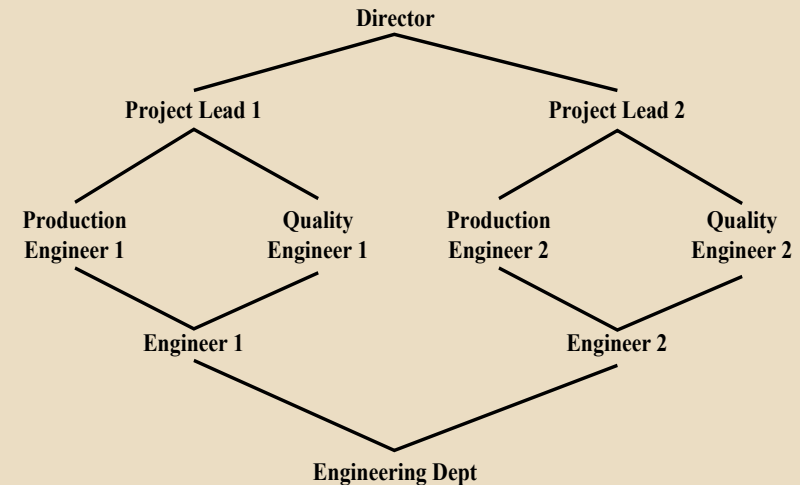 Director
Project Lead 1
Project Lead 2
Production
Engineer 1
Quality
Engineer 1
Production
Engineer 2
Quality
Engineer 2
Engineer 1
Engineer 2
Engineering Dept